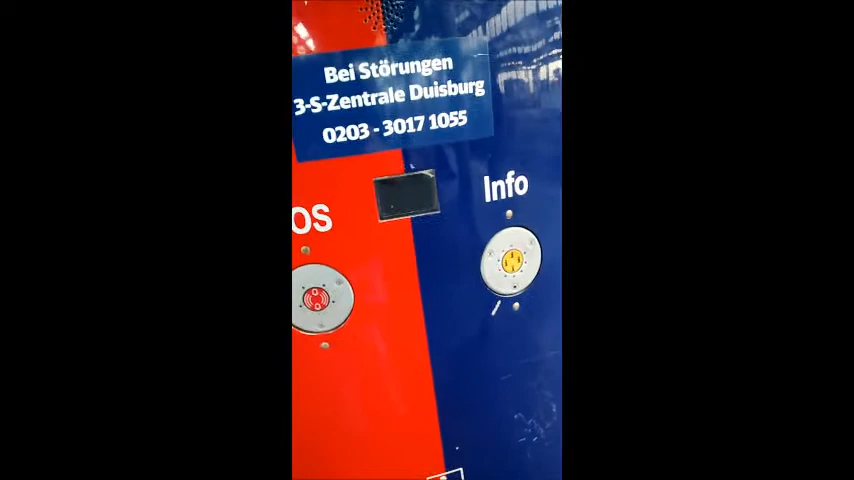 Bei Störungen
3-S-Zentrale Duisburg
0203 - 3017 1055
Info
OS